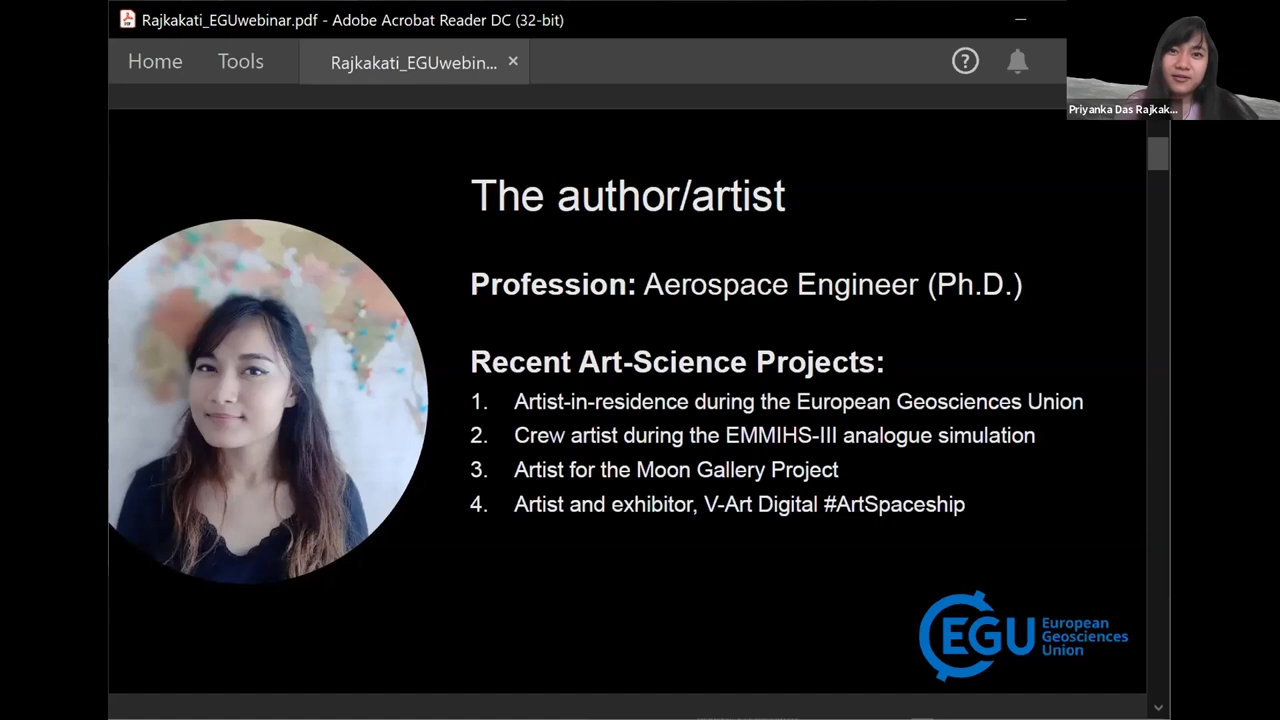 Rajkakati_EGUwebinar.pdf - Adobe Acrobat Reader DC (32-bit)
Home
Tools
Rajkakati_EGUwebin...
Priyanka Das Rajkak...
The author/artist
Profession: Aerospace Engineer (Ph.D.)
Recent Art-Science Projects:
1. Artist-in-residence during the European Geosciences Union
2. Crew artist during the EMMIHS-III analogue simulation
3. Artist for the Moon Gallery Project
4. Artist and exhibitor, V-Art Digital #ArtSpaceship
EGU
European
Geosciences
Union